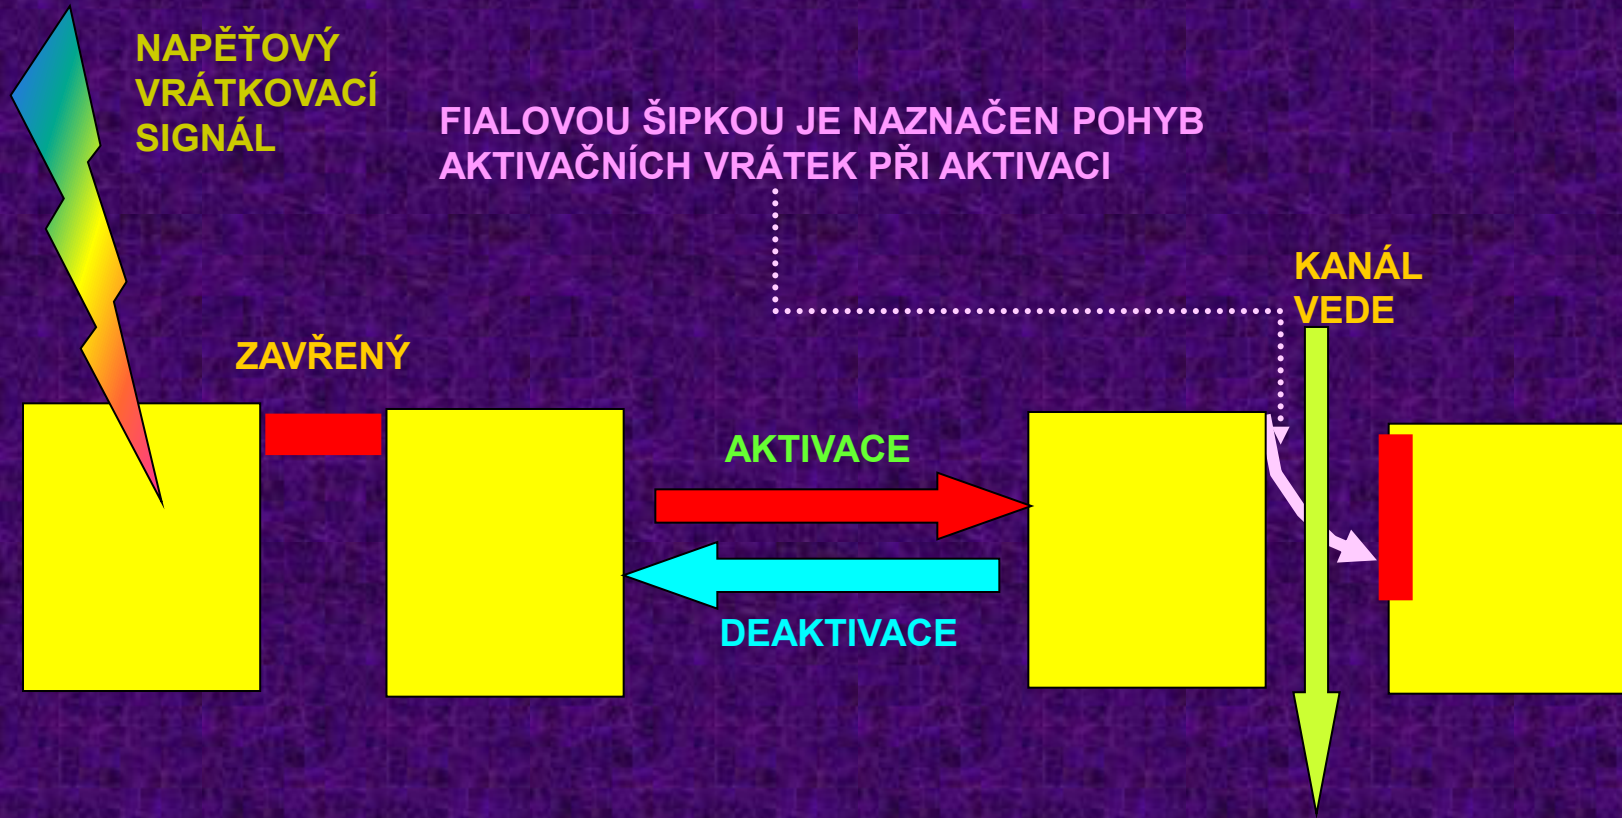 NAPĚŤOVÝ
VRÁTKOVACÍ
SIGNÁL
FIALOVOU ŠIPKOU JE NAZNAČEN POHYB
AKTIVAČNÍCH VRÁTEK PŘI AKTIVACI
KANÁL
VEDE
ZAVŘENÝ
AKTIVACE
DEAKTIVACE